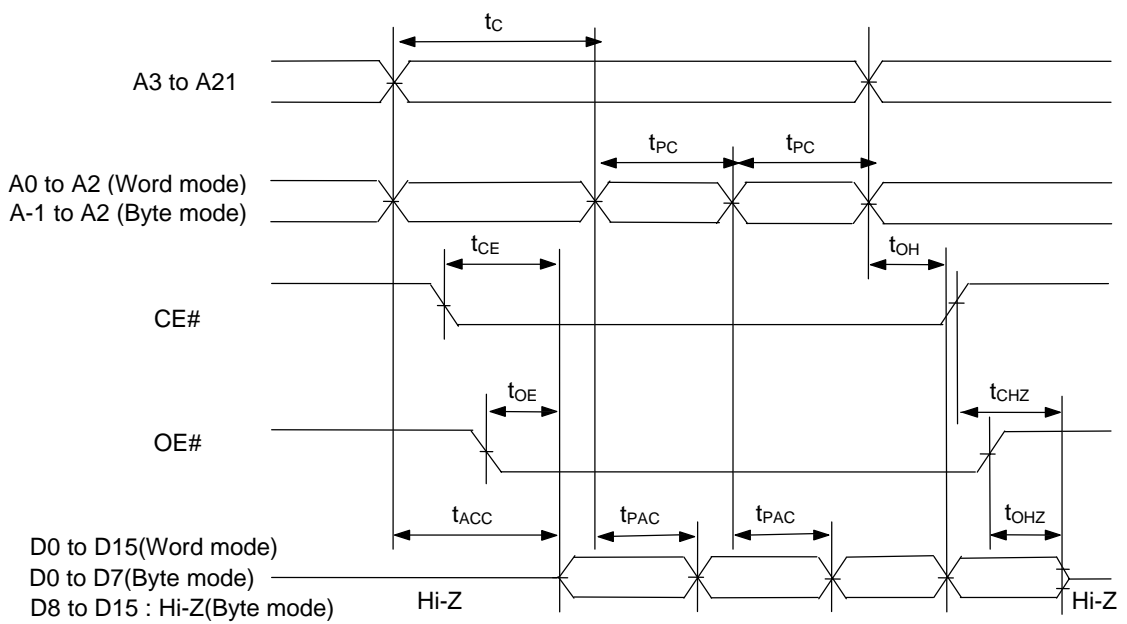 tC
A3 to A21
tPC tPC
A0 to A2 (Word mode)
A-1 to A2 (Byte mode)
tCE tOH
CE#
tOE tCHZ
OE#
tACC tPAC tPAC tOHZ
D0 to D15(Word mode)
D0 to D7(Byte mode)
D8 to D15 : Hi-Z(Byte mode)
Hi-Z Hi-Z